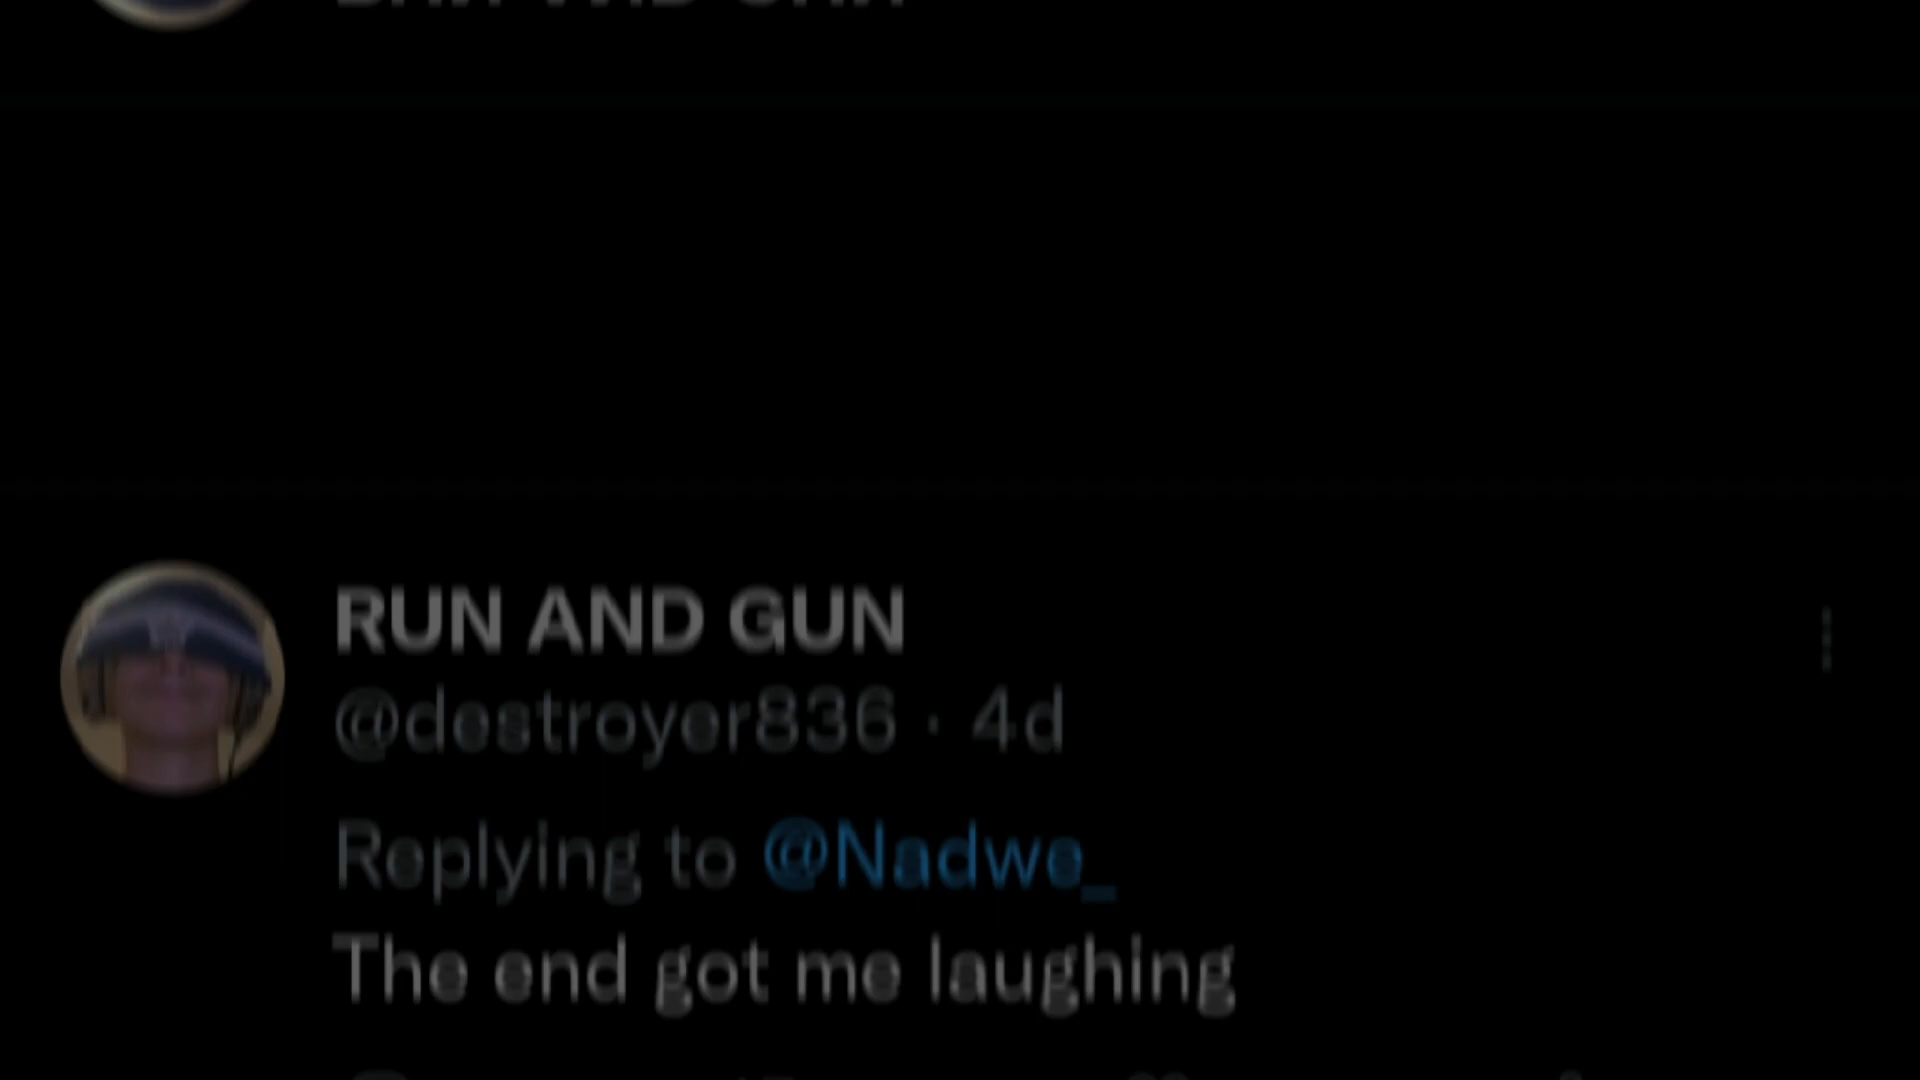 RUN AND GUN
@destroyer836 · 4d
Replying to @Nadwe_
The end got me laughing